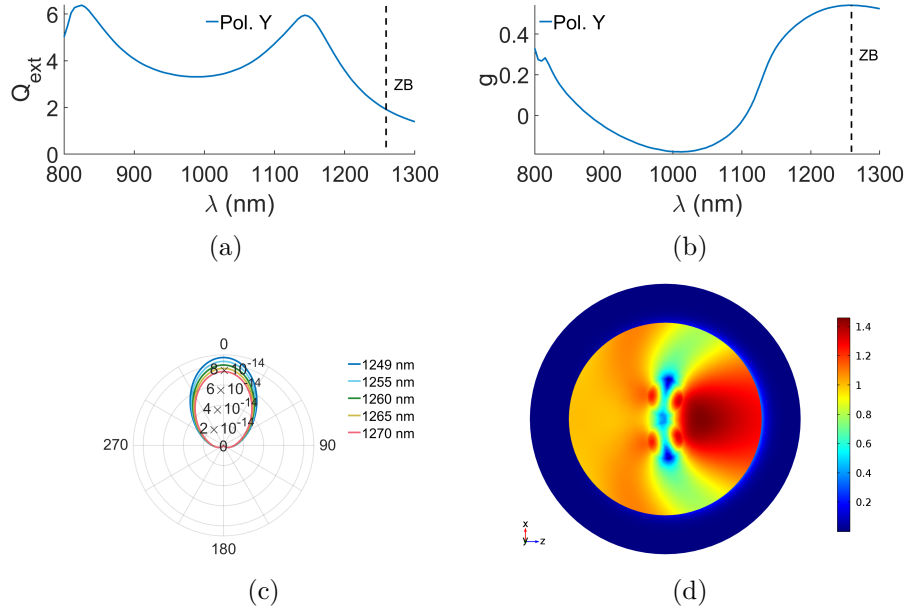 6
4
2
0
Q_ext
Pol. Y
ZB
800 900 1000 1100 1200 1300
λ (nm)
(a)
0.4
0.2
0
g
Pol. Y
ZB
800 900 1000 1100 1200 1300
λ (nm)
(b)
0
8×10^-14
6×10^-14
4×10^-14
2×10^-14
0
270
90
180
1249 nm
1255 nm
1260 nm
1265 nm
1270 nm
(c)
1.4
1.2
1
0.8
0.6
0.4
0.2
x
y z
(d)